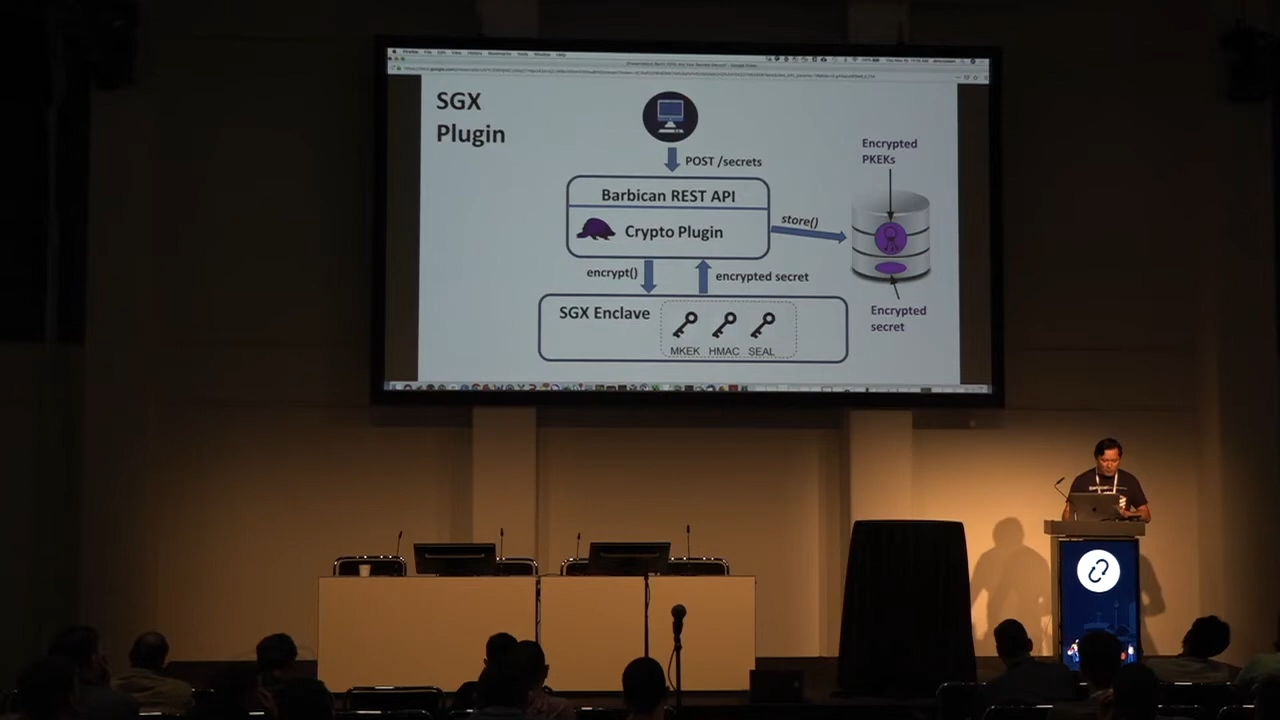 SGX
Plugin
POST /secrets
Barbican REST API
Crypto Plugin
store()
Encrypted
PKEKs
encrypt()
encrypted secret
SGX Enclave
MKEK HMAC SEAL
Encrypted
secret